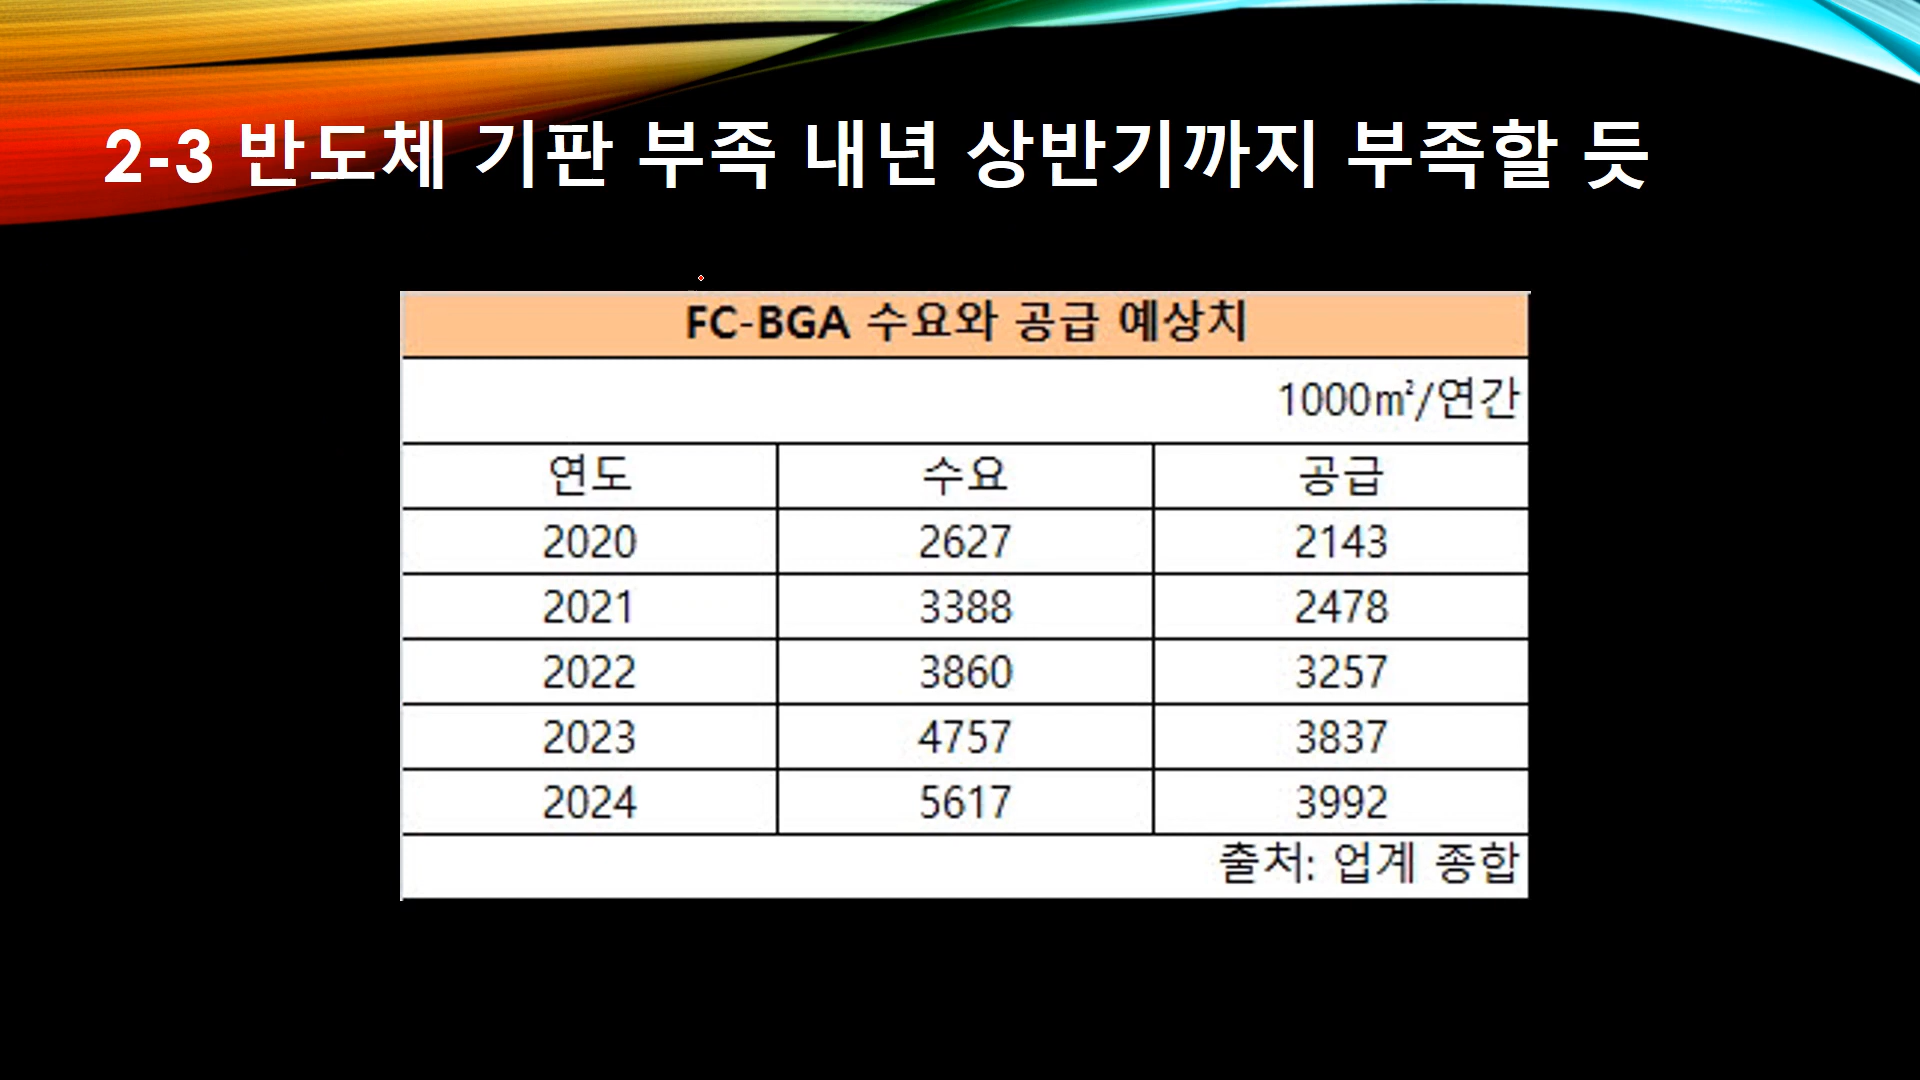 2-3 반도체 기판 부족 내년 상반기까지 부족할 듯
FC-BGA 수요와 공급 예상치
1000㎡/연간
연도 수요 공급
2020 2627 2143
2021 3388 2478
2022 3860 3257
2023 4757 3837
2024 5617 3992
출처: 업계 종합